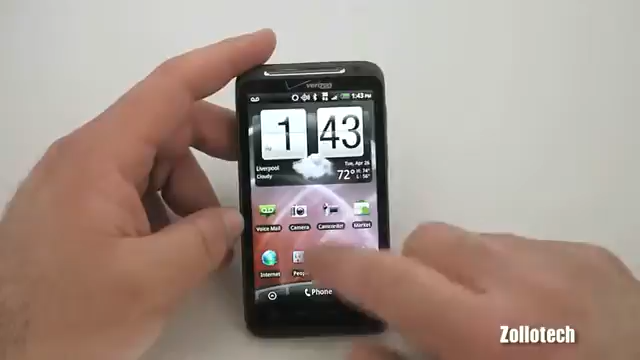 verizon
1:43 PM
1 43
Liverpool
Cloudy
Tue, Apr 26
72°
Voice Mail
Camera
Camcorder
Market
Internet
Peop
Phone
Zollotech